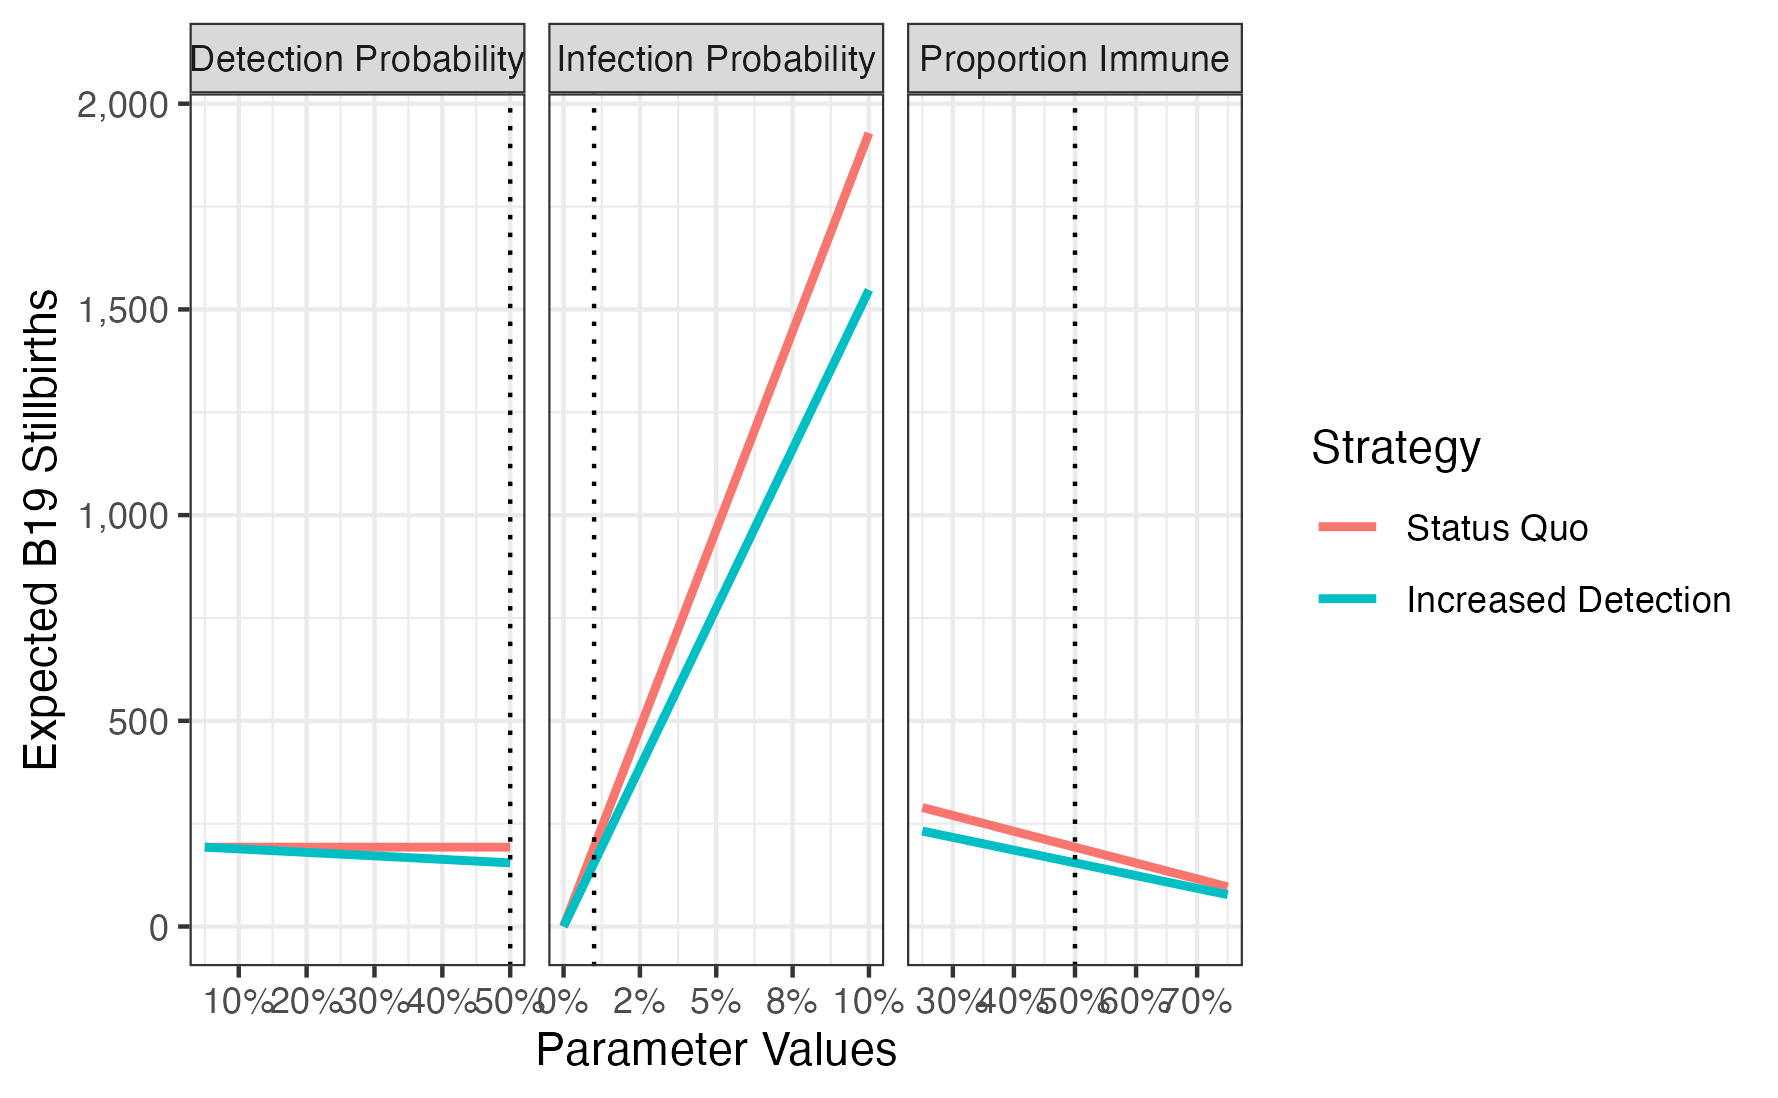 Detection Probability Infection Probability Proportion Immune
2,000
1,500
1,000
500
0
Expected B19 Stillbirths
10% 20% 30% 40% 50% 0% 2% 5% 8% 10% 30% 40% 50% 60% 70%
Parameter Values
Strategy
Status Quo
Increased Detection